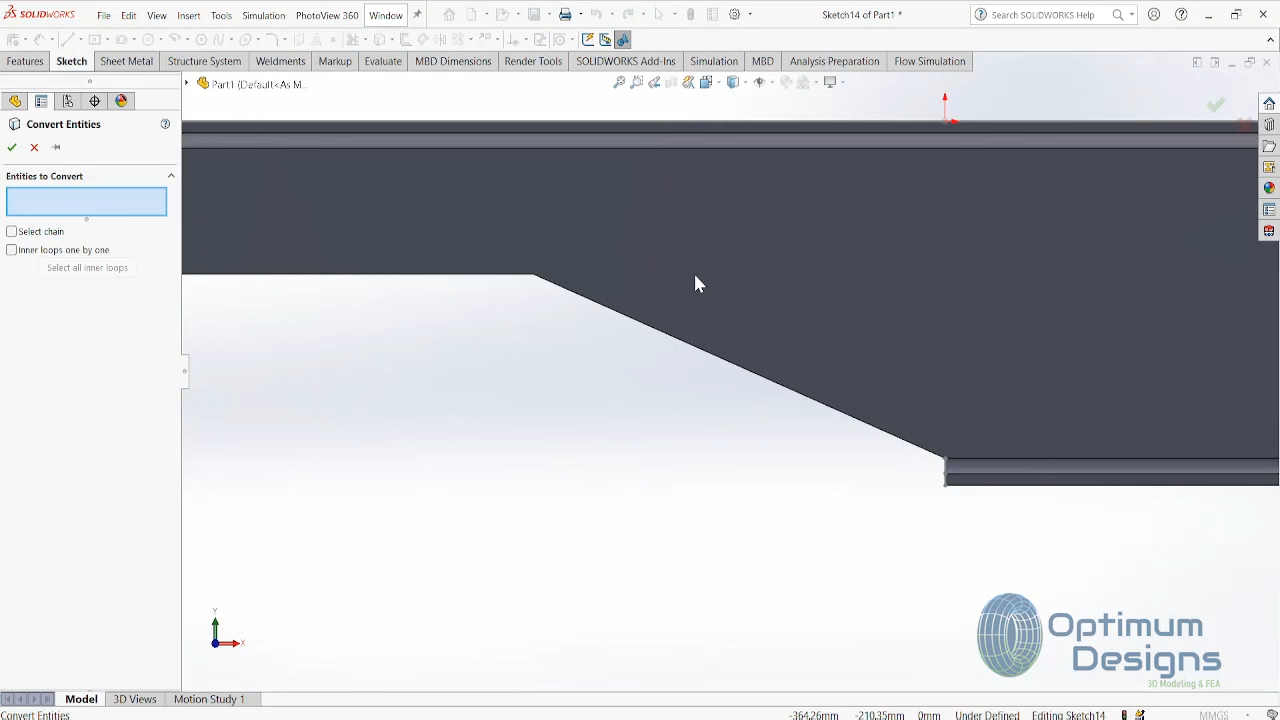 SOLIDWORKS File Edit View Insert Tools Simulation PhotoView 360 Window Sketch14 of Part1 * Search SOLIDWORKS Help
Features Sketch Sheet Metal Structure System Weldments Markup Evaluate MBD Dimensions Render Tools SOLIDWORKS Add-Ins Simulation MBD Analysis Preparation Flow Simulation
Part1 (Default<As M...
Convert Entities
Entities to Convert
Select chain
Inner loops one by one
Select all inner loops
Y
X
Optimum
Designs
3D Modeling & FEA
Model 3D Views Motion Study 1
Convert Entities -364.26mm -210.35mm 0mm Under Defined Editing Sketch14 MMGS